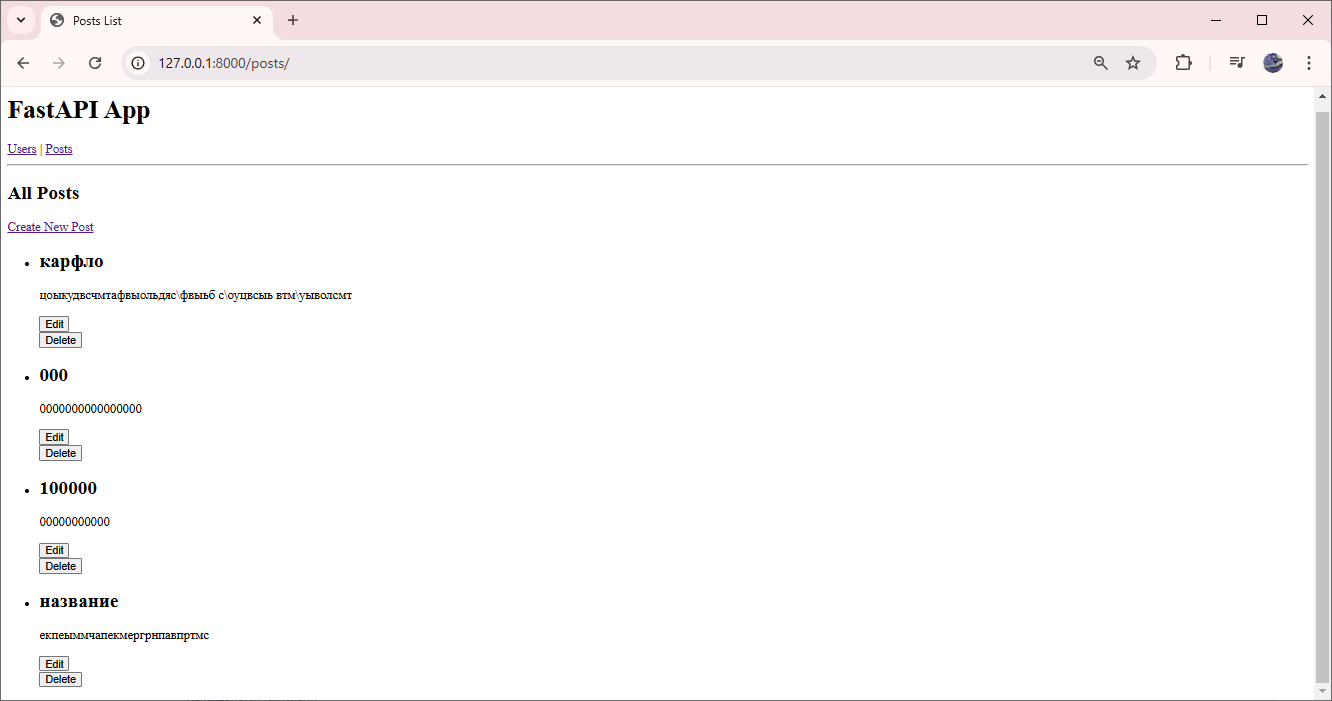 Posts List
127.0.0.1:8000/posts/
FastAPI App
Users | Posts
All Posts
Create New Post
карфло
цоыкудвсчмтафвыольдяс\фвыьб с\оуцвсыь втм\уыволсмт
Edit
Delete
000
0000000000000000
Edit
Delete
100000
00000000000
Edit
Delete
название
екпеыммчапекмергрнпавпртмс
Edit
Delete